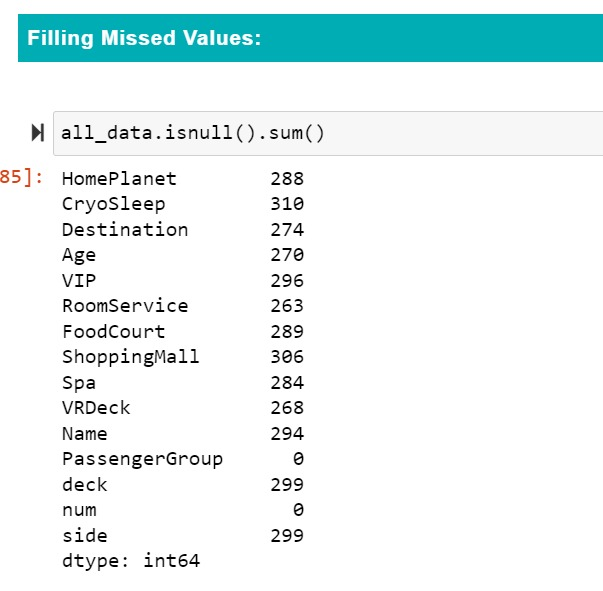 Filling Missed Values:
all_data.isnull().sum()
85]: HomePlanet 288
CryoSleep 310
Destination 274
Age 270
VIP 296
RoomService 263
FoodCourt 289
ShoppingMall 306
Spa 284
VRDeck 268
Name 294
PassengerGroup 0
deck 299
num 0
side 299
dtype: int64